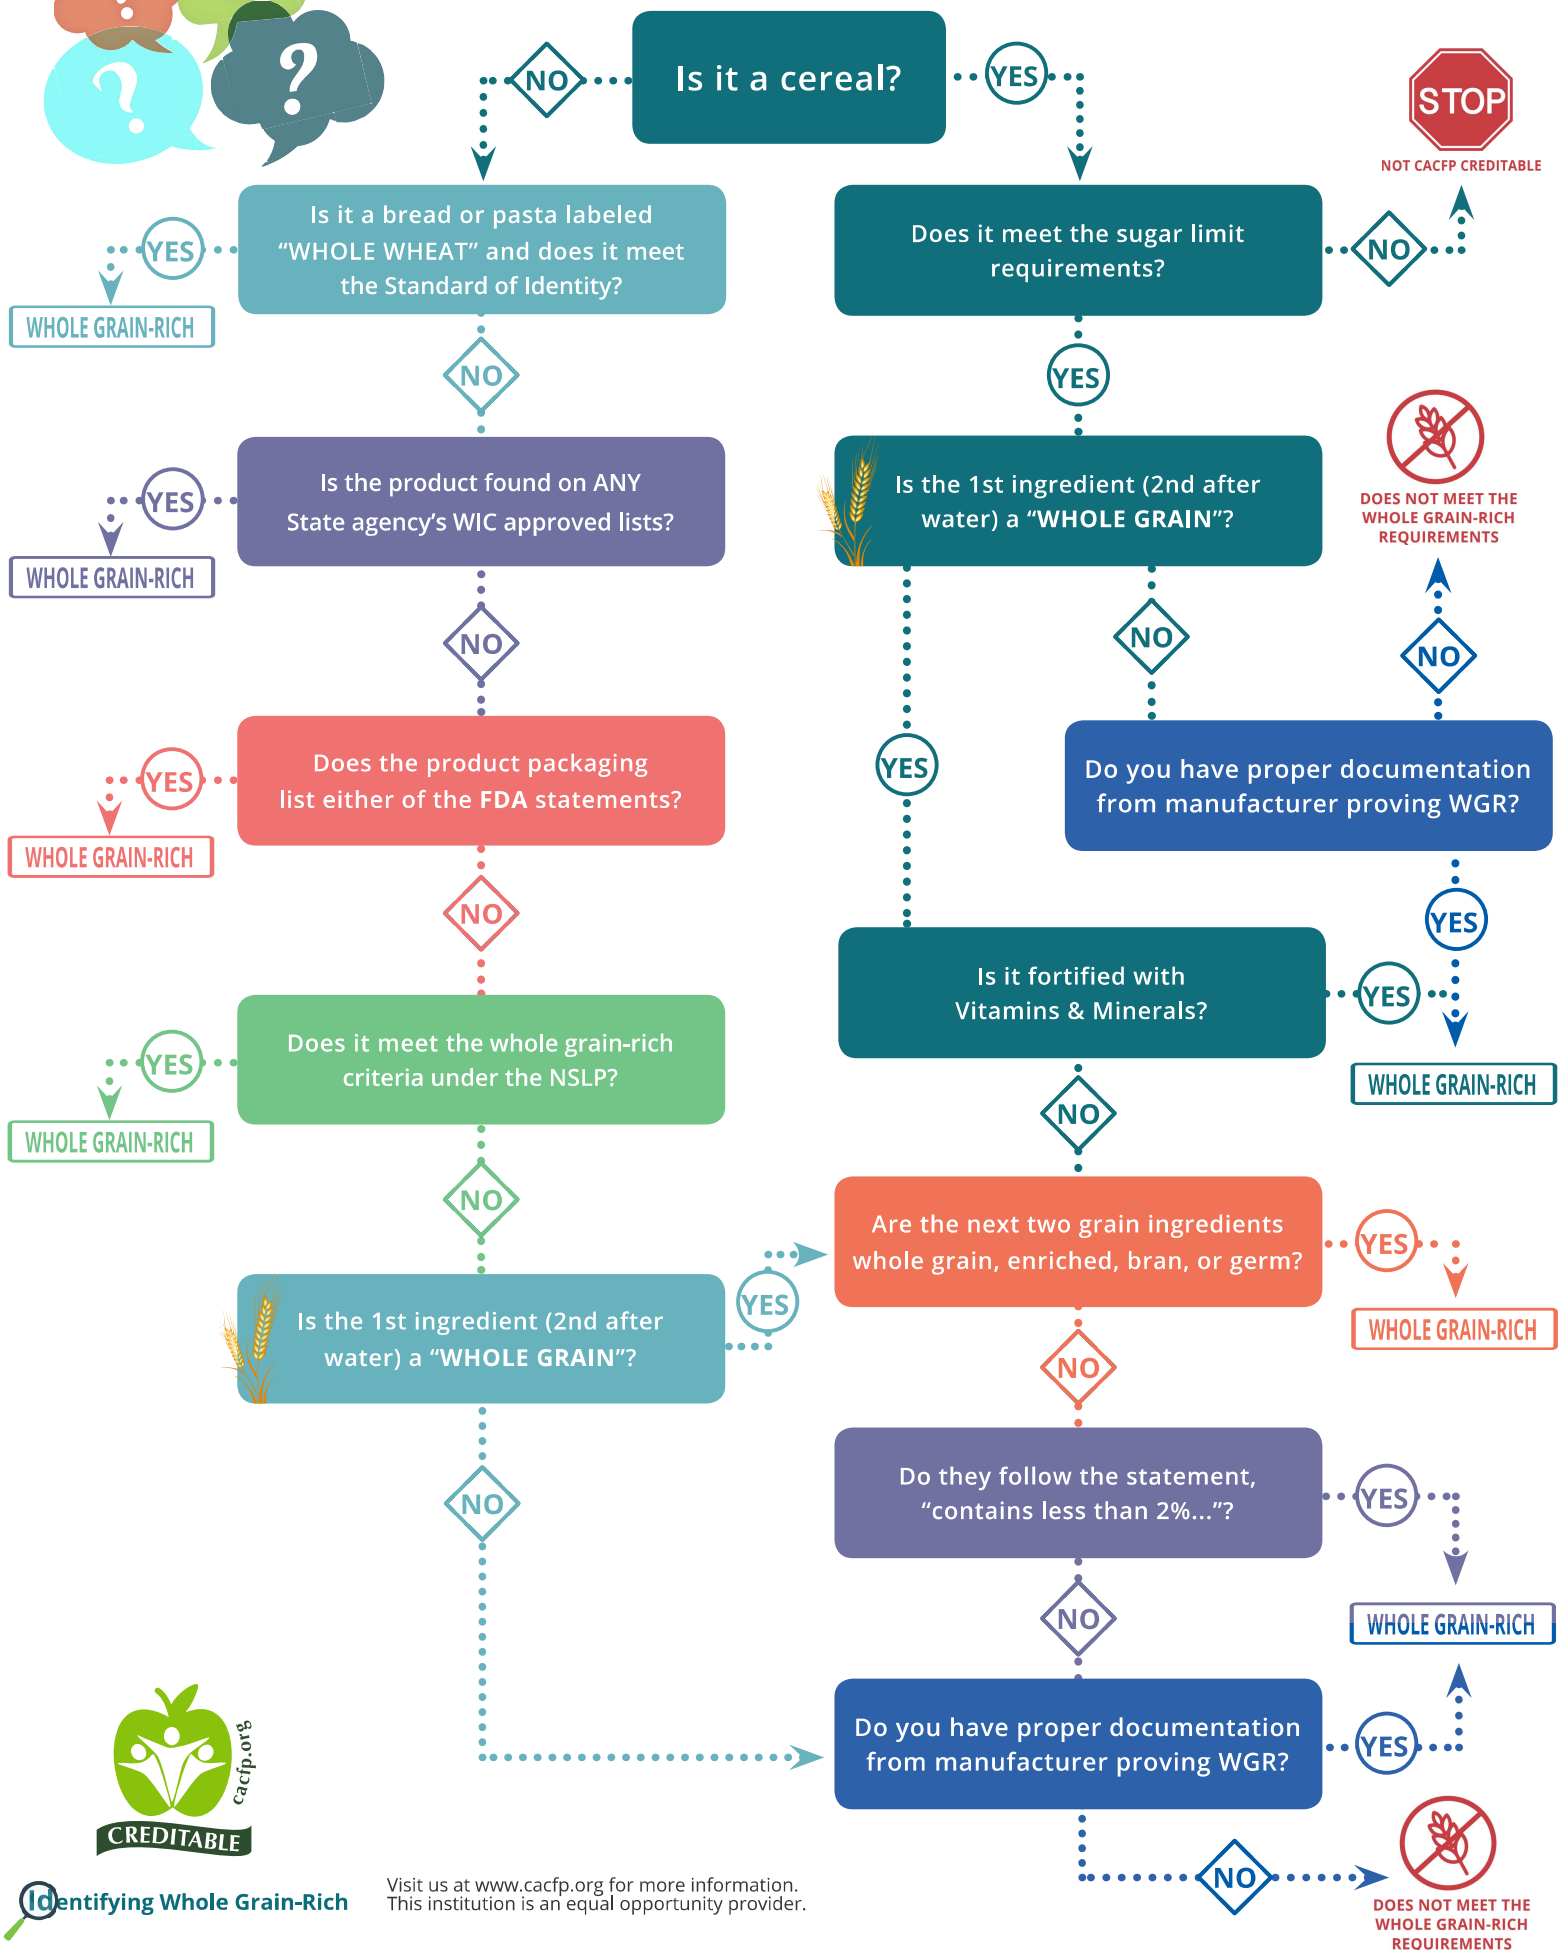 ?
?
?
Is it a cereal?
NO
YES
STOP
NOT CACFP CREDITABLE
Is it a bread or pasta labeled
“WHOLE WHEAT” and does it meet
the Standard of Identity?
YES
WHOLE GRAIN-RICH
NO
Does it meet the sugar limit
requirements?
NO
YES
Is the product found on ANY
State agency’s WIC approved lists?
YES
WHOLE GRAIN-RICH
NO
Is the 1st ingredient (2nd after
water) a “WHOLE GRAIN”?
YES
NO
DOES NOT MEET THE
WHOLE GRAIN-RICH
REQUIREMENTS
NO
Do you have proper documentation
from manufacturer proving WGR?
YES
Does the product packaging
list either of the FDA statements?
YES
WHOLE GRAIN-RICH
NO
Is it fortified with
Vitamins & Minerals?
YES
WHOLE GRAIN-RICH
NO
Does it meet the whole grain-rich
criteria under the NSLP?
YES
WHOLE GRAIN-RICH
NO
Are the next two grain ingredients
whole grain, enriched, bran, or germ?
YES
WHOLE GRAIN-RICH
NO
Is the 1st ingredient (2nd after
water) a “WHOLE GRAIN”?
YES
NO
Do they follow the statement,
“contains less than 2%...”?
YES
WHOLE GRAIN-RICH
NO
Do you have proper documentation
from manufacturer proving WGR?
YES
NO
DOES NOT MEET THE
WHOLE GRAIN-RICH
REQUIREMENTS
cacfp.org
CREDITABLE
Identifying Whole Grain-Rich
Visit us at www.cacfp.org for more information.
This institution is an equal opportunity provider.